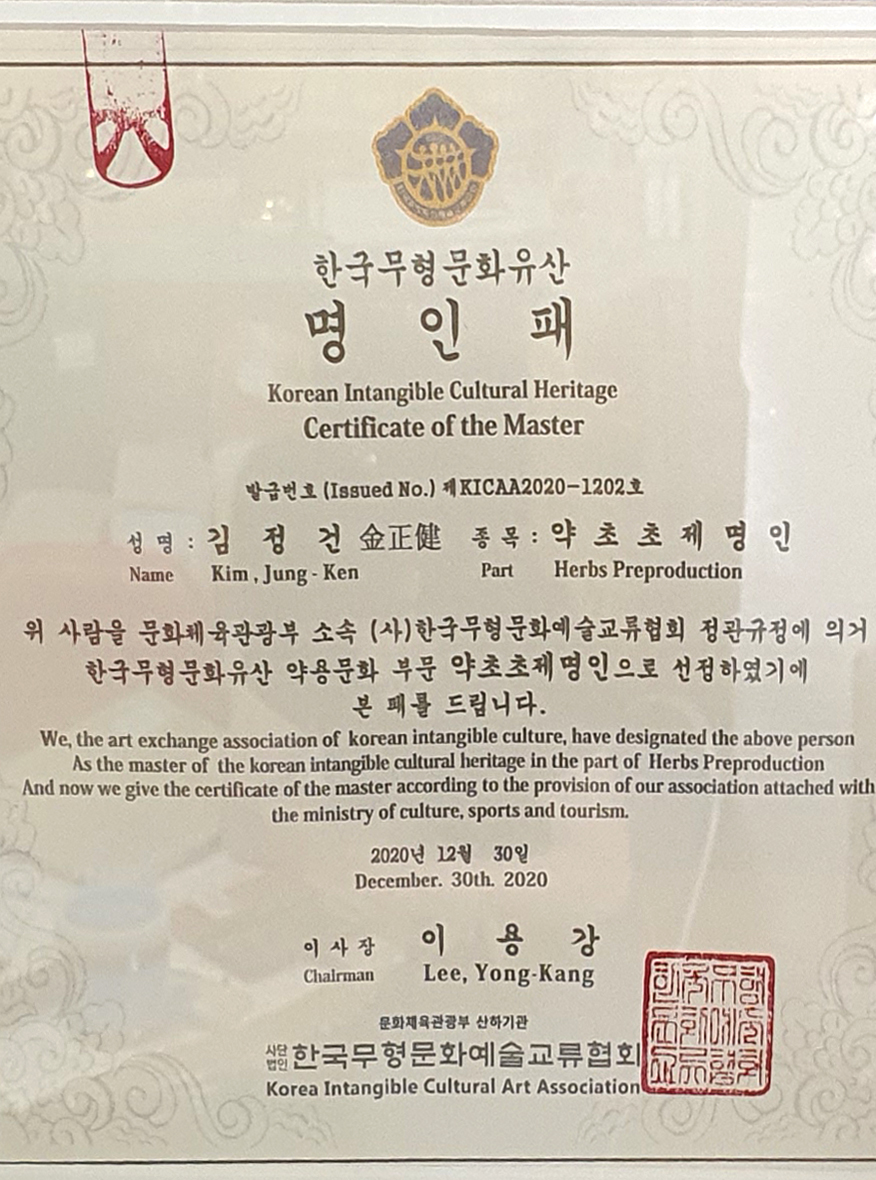 한국무형문화유산
명 인 패
Korean Intangible Cultural Heritage
Certificate of the Master
발급번호 (Issued No.) 제KICAA2020-1202호
성 명 : 김 정 건 金正健 종 목 : 약 초 초 제 명 인
Name Kim , Jung - Ken Part Herbs Preproduction
위 사람을 문화체육관광부 소속 (사)한국무형문화예술교류협회 정관규정에 의거
한국무형문화유산 약용문화 부문 약초초제명인으로 선정하였기에
본 패를 드립니다.
We, the art exchange association of korean intangible culture, have designated the above person
As the master of the korean intangible cultural heritage in the part of Herbs Preproduction
And now we give the certificate of the master according to the provision of our association attached with
the ministry of culture, sports and tourism.
2020년 12월 30일
December. 30th. 2020
이 사 장 이 용 강
Chairman Lee, Yong-Kang
문화체육관광부 산하기관
사단법인 한국무형문화예술교류협회
Korea Intangible Cultural Art Association